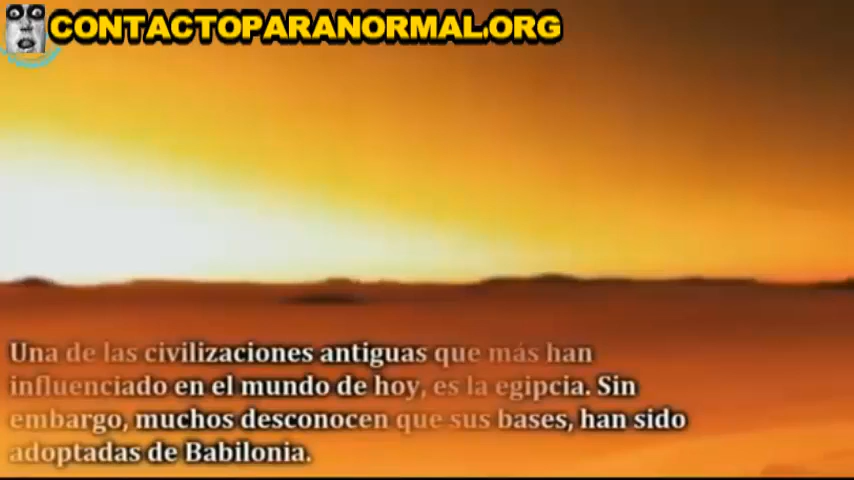 CONTACTOPARANORMAL.ORG
Una de las civilizaciones antiguas que más han
influenciado en el mundo de hoy, es la egipcia. Sin
embargo, muchos desconocen que sus bases, han sido
adoptadas de Babilonia.